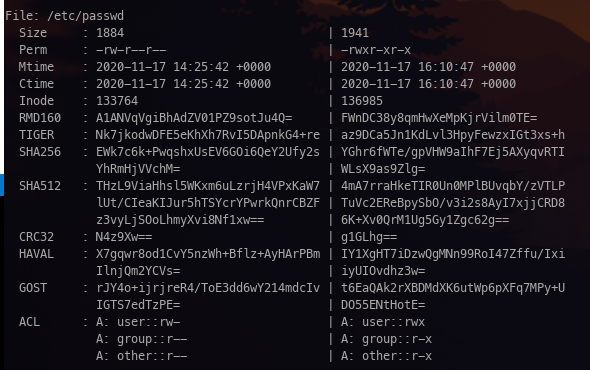 File: /etc/passwd
Size : 1884 | 1941
Perm : -rw-r--r-- | -rwxr-xr-x
Mtime : 2020-11-17 14:25:42 +0000 | 2020-11-17 16:10:47 +0000
Ctime : 2020-11-17 14:25:42 +0000 | 2020-11-17 16:10:47 +0000
Inode : 133764 | 136985
RMD160 : A1ANVqVgiBhAdZV01PZ9sotJu4Q= | FWnDC38y8qmHwXeMpKjrVilm0TE=
TIGER : Nk7jkodwDFE5eKhXh7RvI5DApnkG4+re | az9DCa5Jn1KdLvl3HpyFewzxIGt3xs+h
SHA256 : EWk7c6k+PwqshxUsEV6GOi6QeY2Ufy2s | YGhr6fWTe/gpVHW9aIhF7Ej5AXyqvRTI
YhRmHjVVchM= | WLsX9as9Zlg=
SHA512 : THzL9ViaHhsl5WKxm6uLzrjH4VPxKaW7 | 4mA7rraHkeTIR0Un0MPlBUvqbY/zVTLP
lUt/CIeaKIJur5hTSYcrYPwrkQnrCBZF | TuVc2EReBpySbO/v3i2s8AyI7xjjCRD8
z3vyLjSOoLhmyXvi8Nf1xw== | 6K+Xv0QrM1Ug5Gy1Zgc62g==
CRC32 : N4z9Xw== | g1GLhg==
HAVAL : X7gqwr8od1CvY5nzWh+Bflz+AyHArPBm | IY1XgHT7iDzwQgMNn99RoI47Zffu/Ixi
IlnjQm2YCVs= | iyUIOvdhz3w=
GOST : rJY4o+ijrjreR4/ToE3dd6wY214mdcIv | t6EaQAk2rXBDMdXK6utWp6pXFq7MPy+U
IGTS7edTzPE= | DO55ENtHotE=
ACL : A: user::rw- | A: user::rwx
A: group::r-- | A: group::r-x
A: other::r-- | A: other::r-x